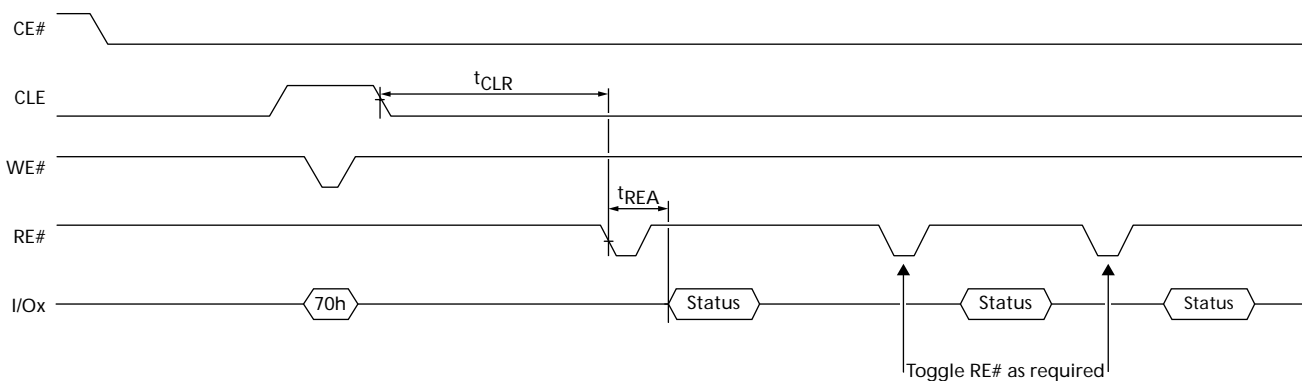 CE#
CLE
tCLR
WE#
tREA
RE#
I/Ox
70h
Status
Status
Status
Toggle RE# as required